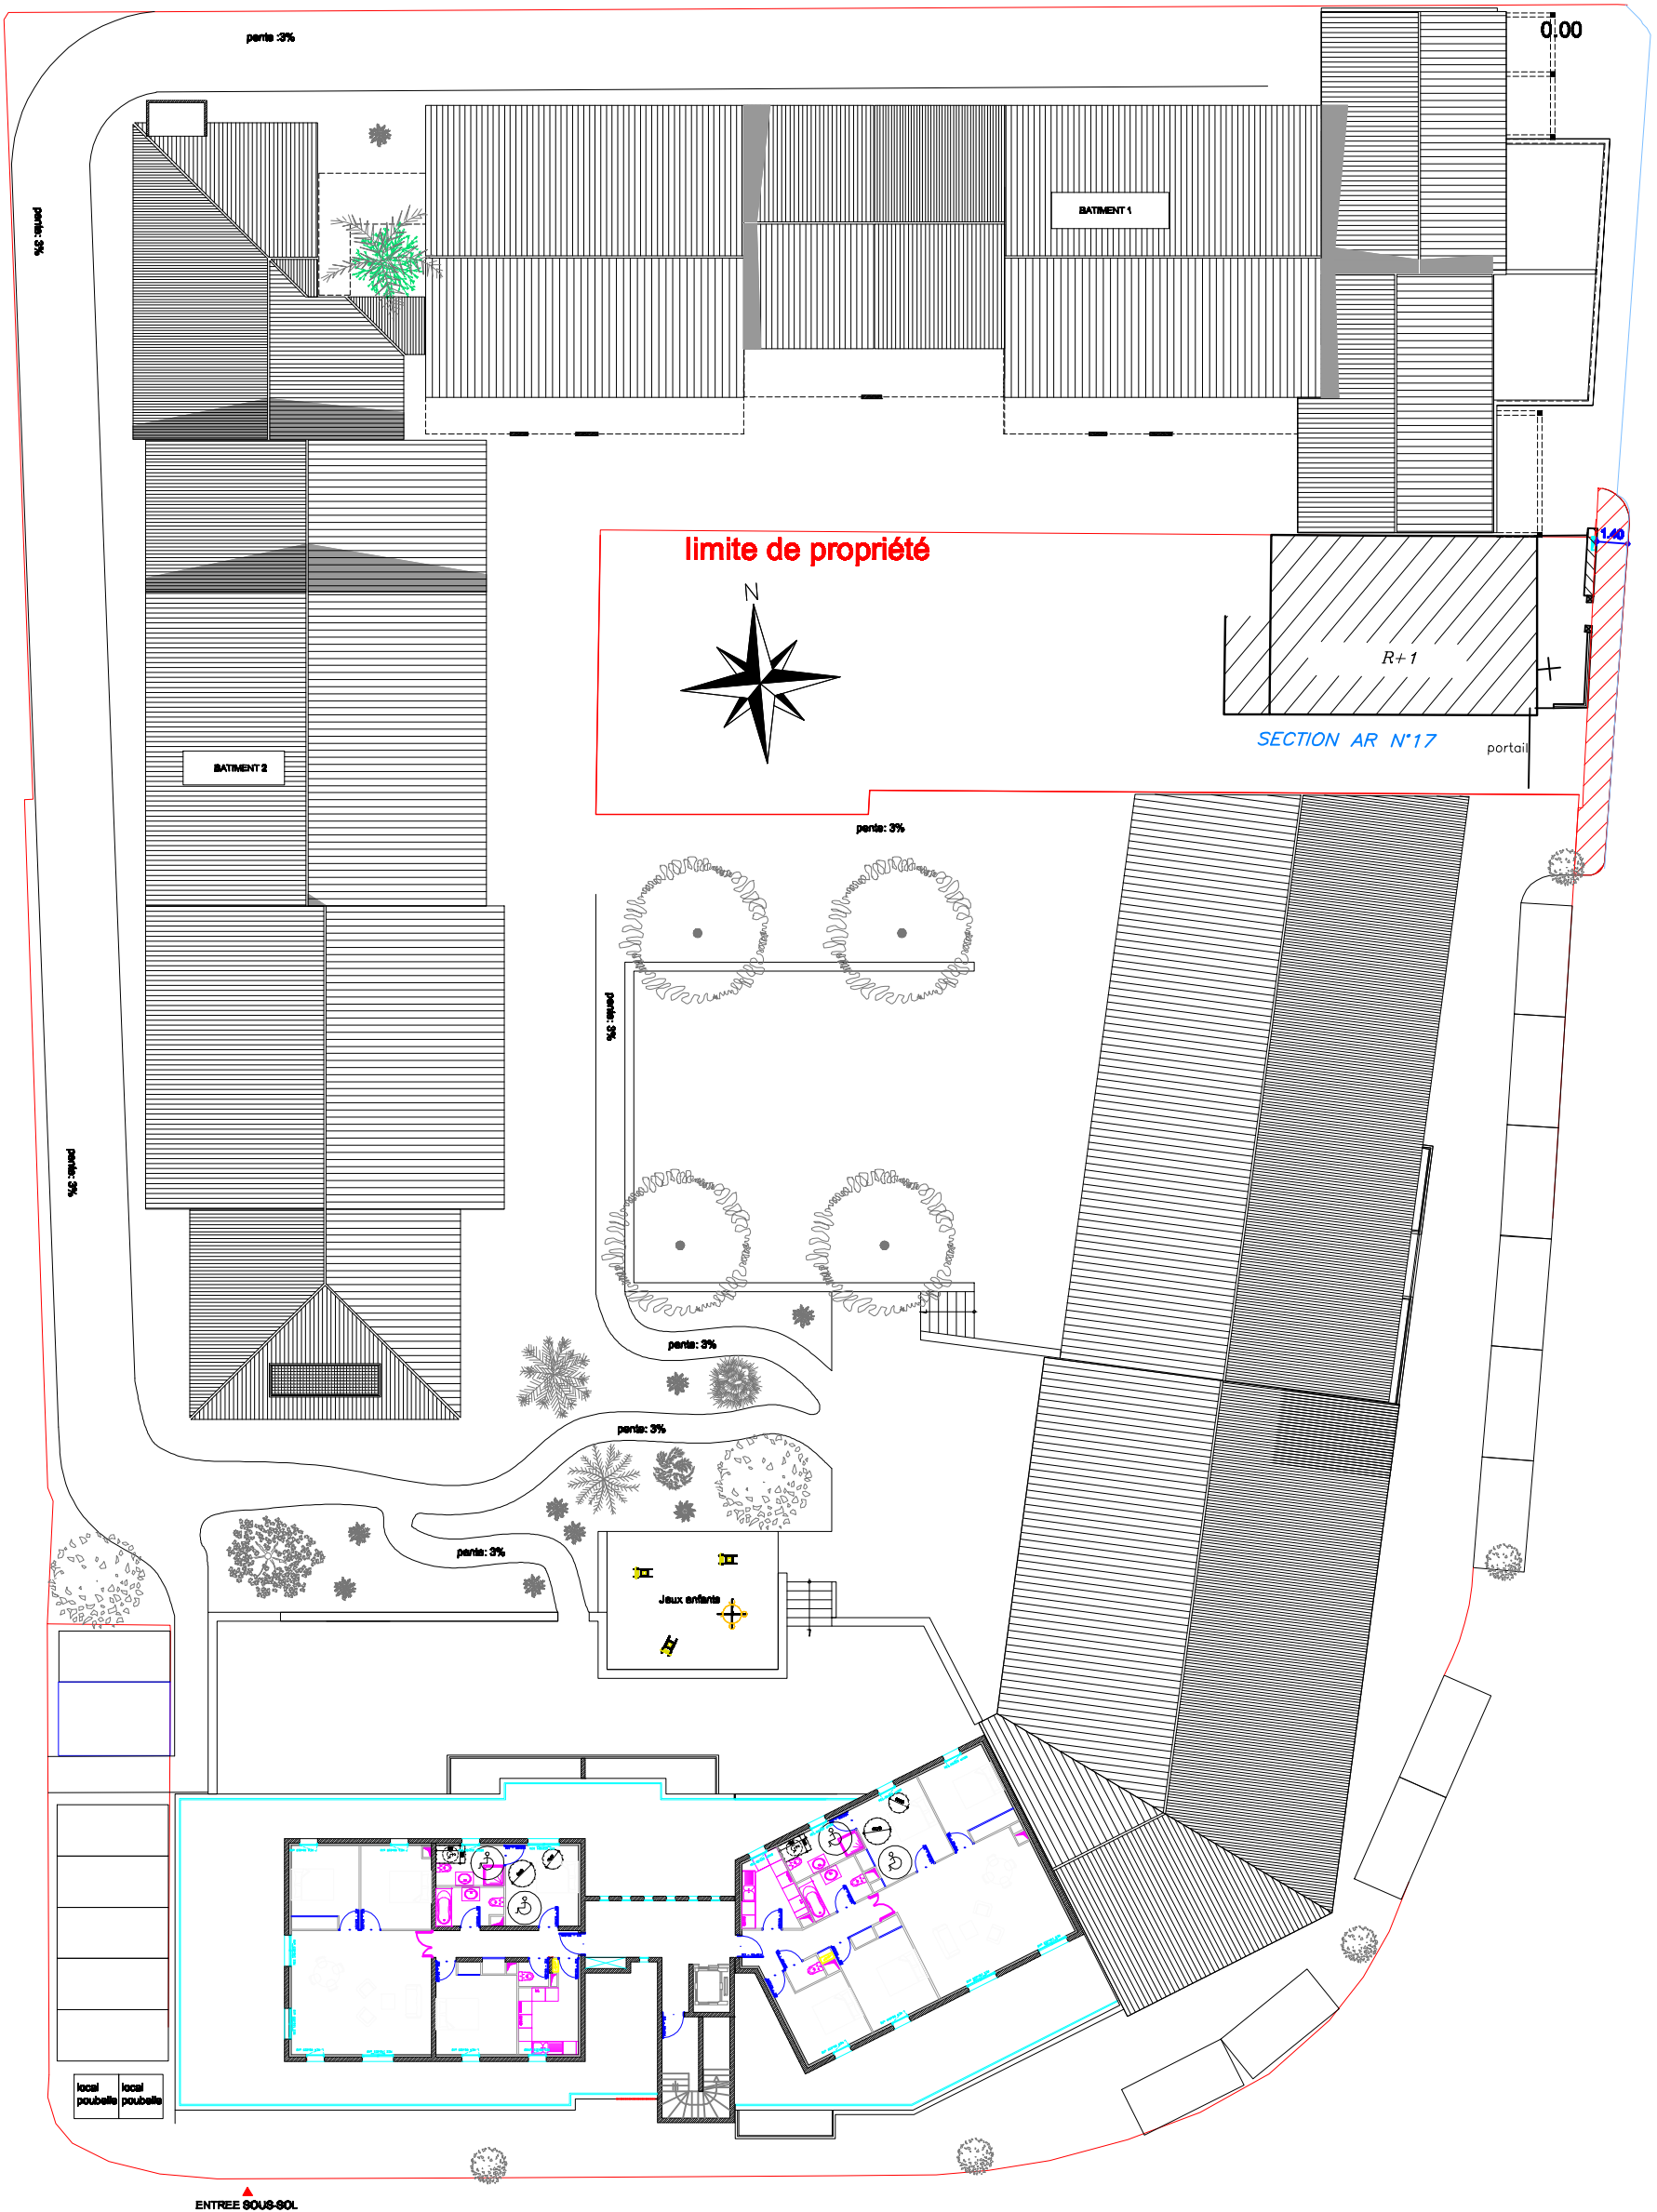 pente :3%
0.00
BATIMENT 1
pente: 3%
limite de propriété
1.40
N
R+1
SECTION AR N°17
portail
BATIMENT 2
pente: 3%
pente: 3%
pente: 3%
pente: 3%
pente: 3%
pente: 3%
Jeux enfants
local
poubelle
local
poubelle
ENTREE SOUS-SOL